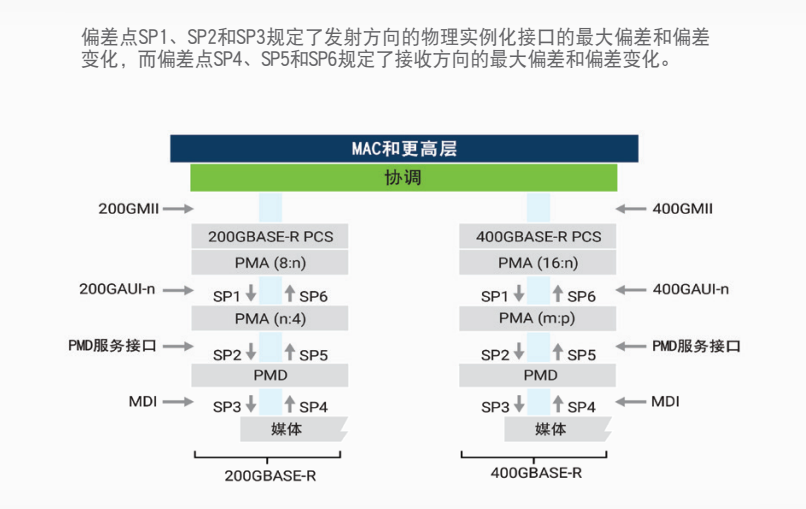 偏差点SP1、SP2和SP3规定了发射方向的物理实例化接口的最大偏差和偏差
变化，而偏差点SP4、SP5和SP6规定了接收方向的最大偏差和偏差变化。
MAC和更高层
协调
200GMII
400GMII
200GBASE-R PCS
400GBASE-R PCS
PMA (8:n)
PMA (16:n)
200GAUI-n
SP1 SP6
SP1 SP6
400GAUI-n
PMA (n:4)
PMA (m:p)
PMD服务接口
SP2 SP5
SP2 SP5
PMD服务接口
PMD
PMD
MDI
SP3 SP4
SP3 SP4
MDI
媒体
媒体
200GBASE-R
400GBASE-R